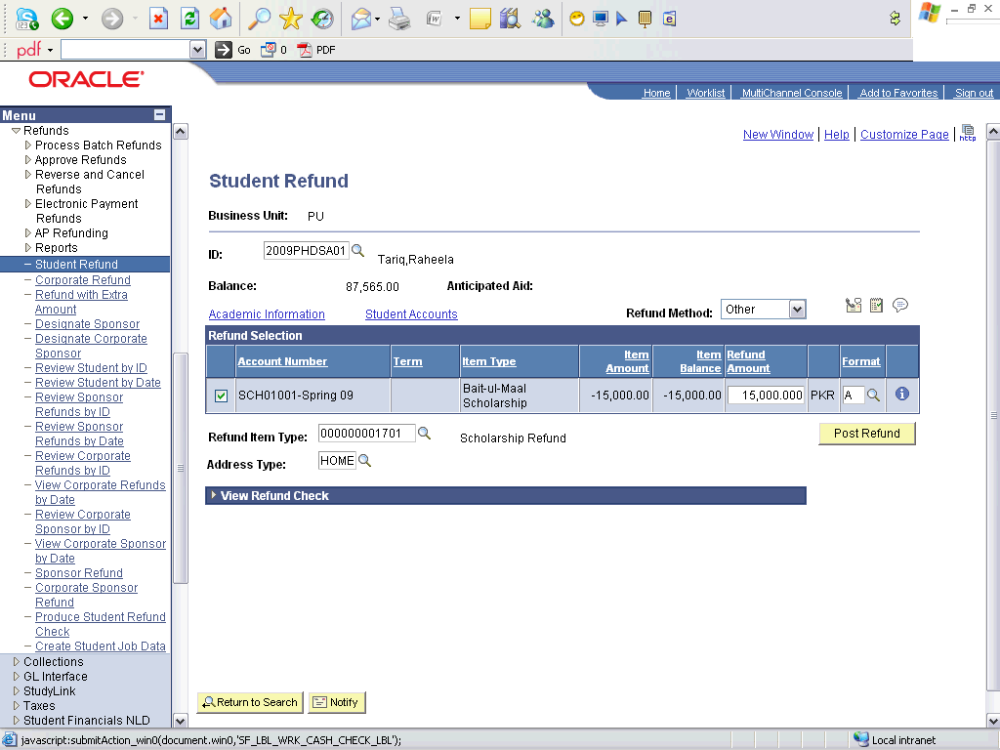 pdf
Go
0
PDF
ORACLE
Home
Worklist
MultiChannel Console
Add to Favorites
Sign out
Menu
Refunds
Process Batch Refunds
Approve Refunds
Reverse and Cancel
Refunds
Electronic Payment
Refunds
AP Refunding
Reports
– Student Refund
– Corporate Refund
– Refund with Extra
Amount
– Designate Sponsor
– Designate Corporate
Sponsor
– Review Student by ID
– Review Student by Date
– Review Sponsor
Refunds by ID
– Review Sponsor
Refunds by Date
– Review Corporate
Refunds by ID
– View Corporate Refunds
by Date
– Review Corporate
Sponsor by ID
– View Corporate Sponsor
by Date
– Sponsor Refund
– Corporate Sponsor
Refund
– Produce Student Refund
Check
– Create Student Job Data
Collections
GL Interface
StudyLink
Taxes
Student Financials NLD
New Window | Help | Customize Page |
http
Student Refund
Business Unit: PU
ID: 2009PHDSA01 Tariq,Raheela
Balance: 87,565.00 Anticipated Aid:
Academic Information Student Accounts Refund Method: Other
Refund Selection
Account Number Term Item Type Item Amount Item Balance Refund Amount Format
SCH01001-Spring 09 Bait-ul-Maal Scholarship -15,000.00 -15,000.00 15,000.000 PKR A
Refund Item Type: 000000001701 Scholarship Refund Post Refund
Address Type: HOME
View Refund Check
Return to Search Notify
javascript:submitAction_win0(document.win0,'SF_LBL_WRK_CASH_CHECK_LBL'); Local intranet